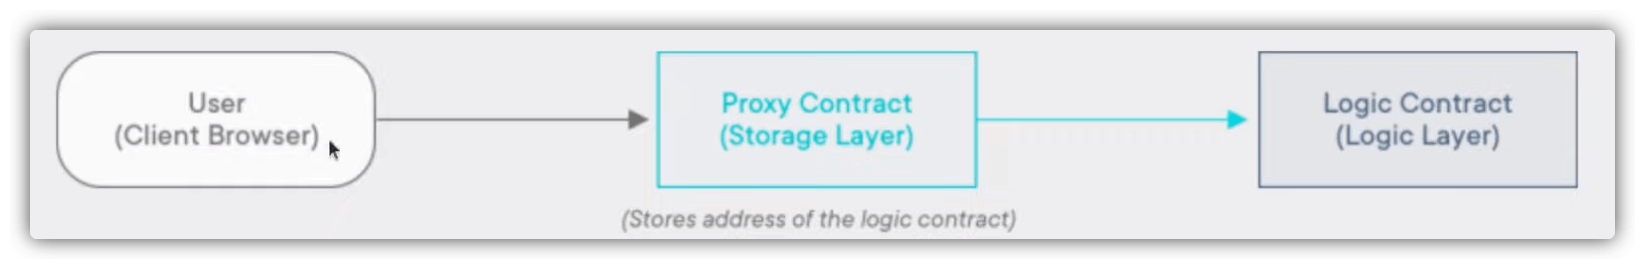 User
(Client Browser)
Proxy Contract
(Storage Layer)
Logic Contract
(Logic Layer)
(Stores address of the logic contract)